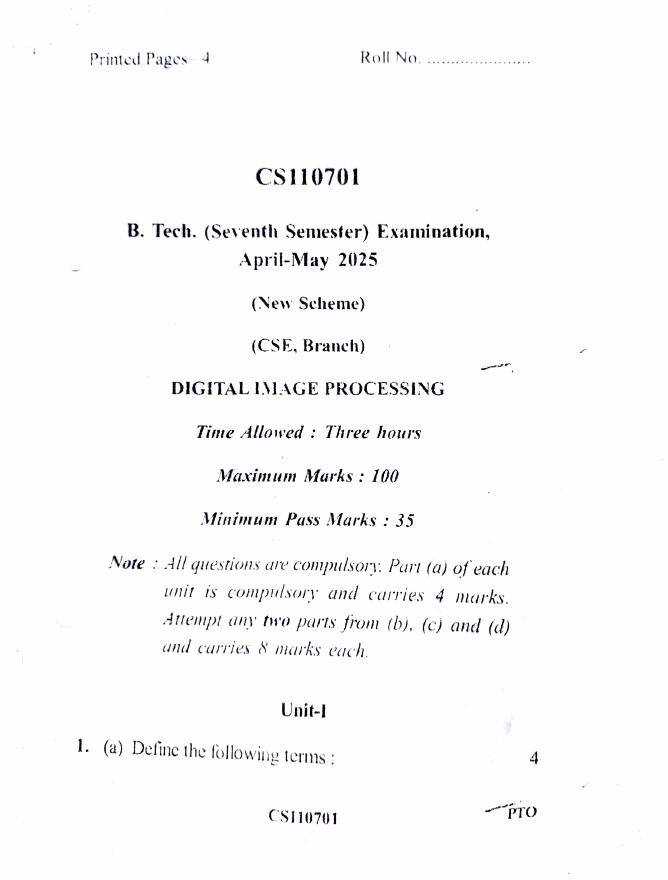 Printed Pages- 4 Roll No. ......................
CS110701
B. Tech. (Seventh Semester) Examination,
April-May 2025
(New Scheme)
(CSE, Branch)
DIGITAL IMAGE PROCESSING
Time Allowed : Three hours
Maximum Marks : 100
Minimum Pass Marks : 35
Note : All questions are compulsory. Part (a) of each
unit is compulsory and carries 4 marks.
Attempt any two parts from (b), (c) and (d)
and carries 8 marks each.
Unit-I
1. (a) Define the following terms : 4
CS110701 PTO